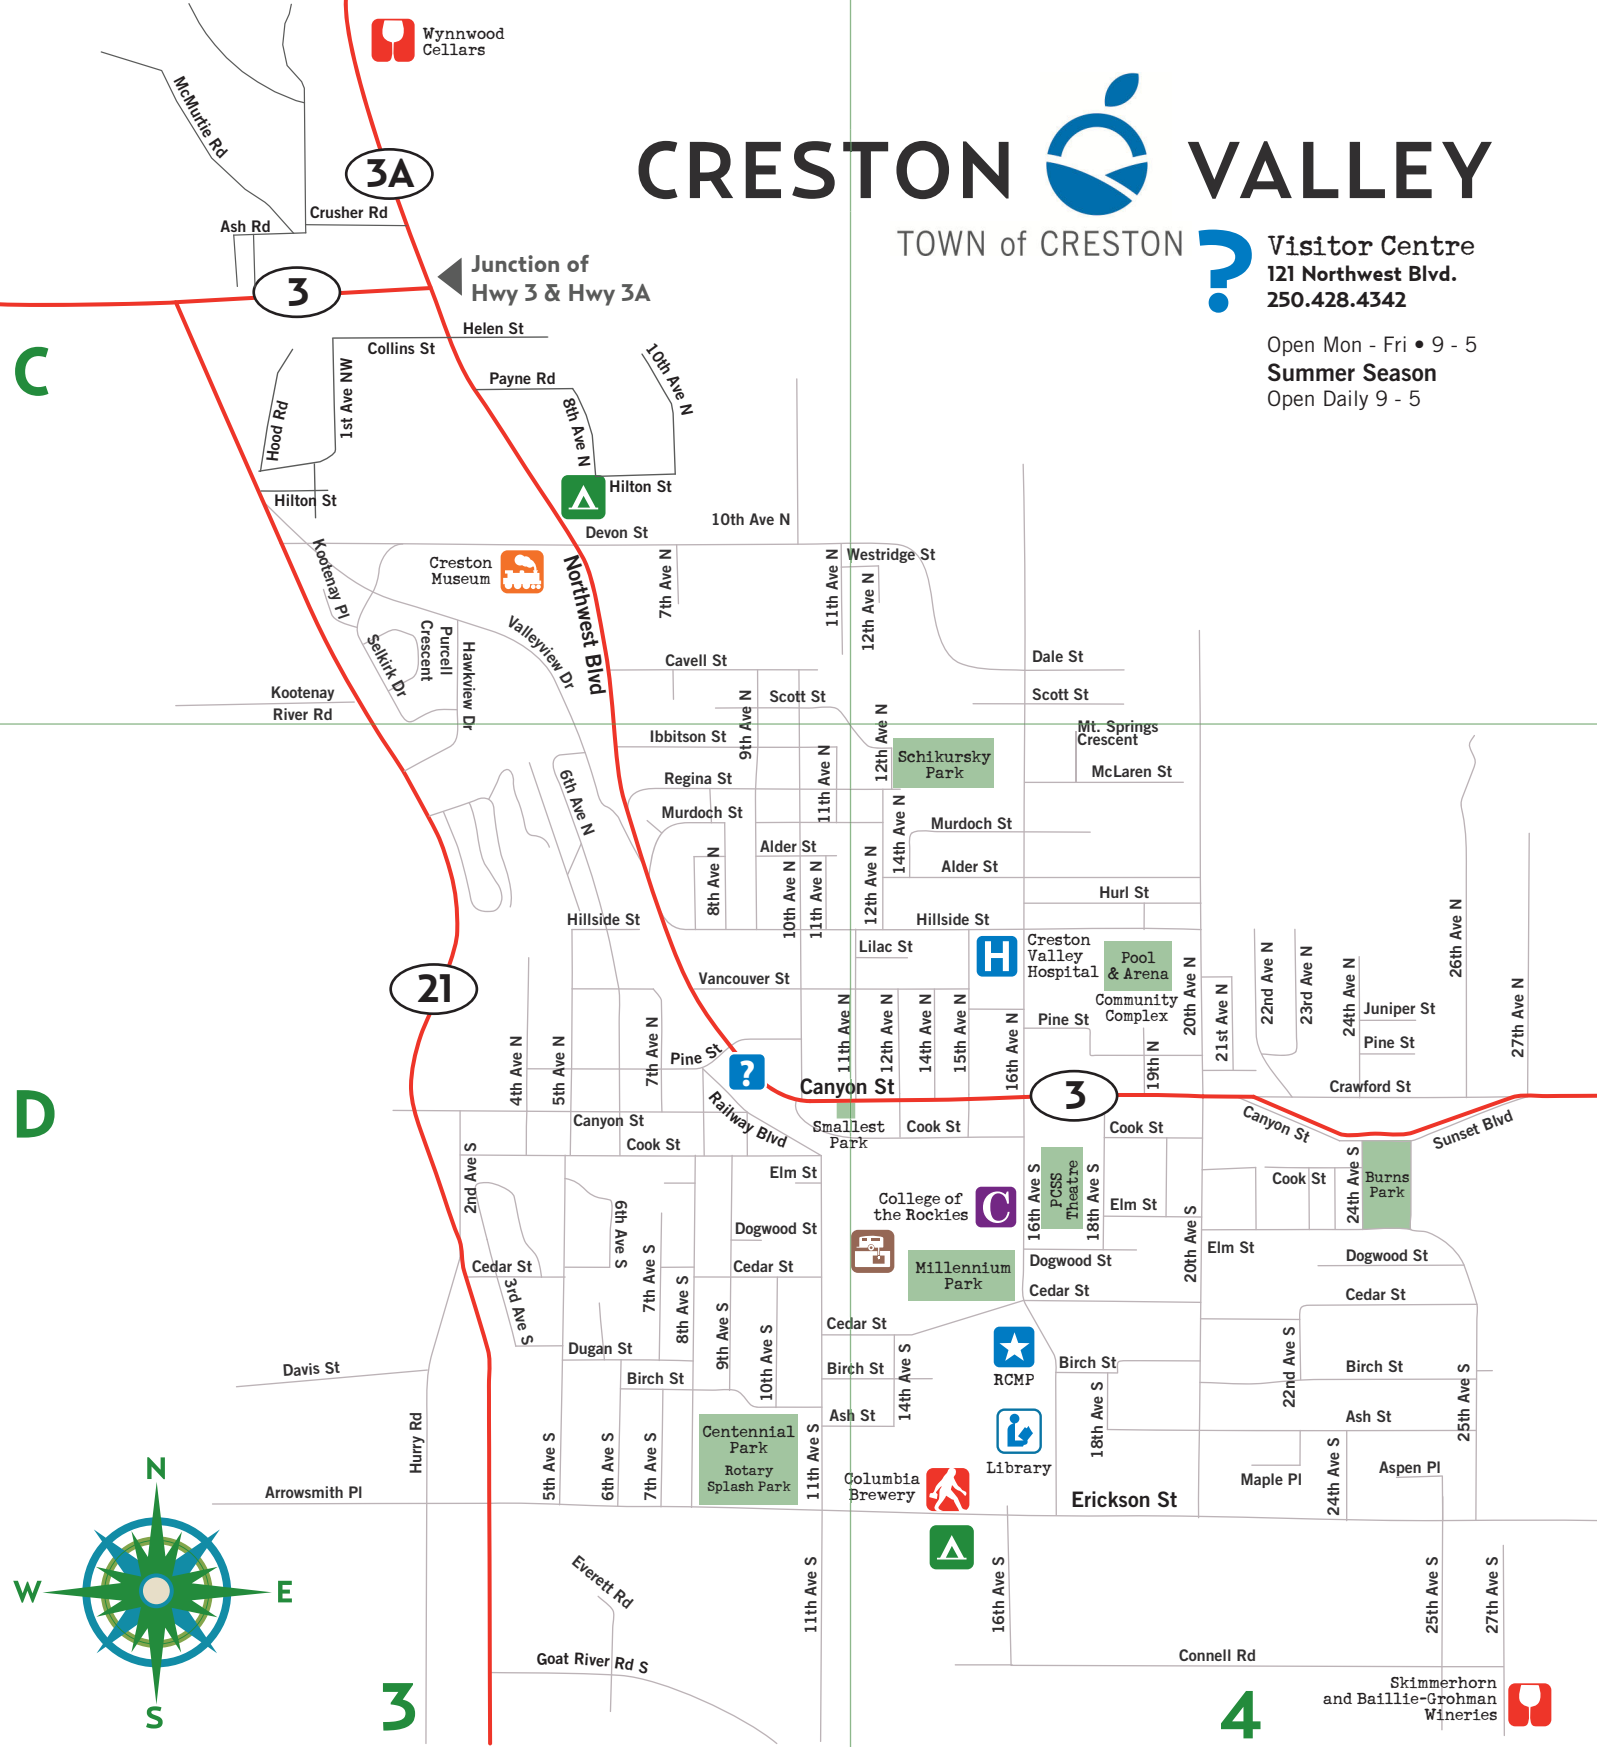 Wynnwood
Cellars
McMurtie Rd
3A
CRESTON VALLEY
TOWN of CRESTON
?
Visitor Centre
121 Northwest Blvd.
250.428.4342
Open Mon - Fri • 9 - 5
Summer Season
Open Daily 9 - 5
Ash Rd
Crusher Rd
3
Junction of
Hwy 3 & Hwy 3A
C
Helen St
Collins St
1st Ave NW
Hood Rd
Payne Rd
8th Ave N
10th Ave N
Hilton St
Hilton St
Devon St
10th Ave N
Creston
Museum
Northwest Blvd
Kootenay Pl
7th Ave N
11th Ave N
Westridge St
12th Ave N
Selkirk Dr
Purcell
Crescent
Hawkview Dr
Valleyview Dr
Cavell St
Dale St
Kootenay
River Rd
9th Ave N
Scott St
Scott St
12th Ave N
Ibbitson St
Mt. Springs
Crescent
Schikursky
Park
McLaren St
6th Ave N
Regina St
11th Ave N
Murdoch St
14th Ave N
Murdoch St
Alder St
Alder St
8th Ave N
10th Ave N
11th Ave N
12th Ave N
Hurl St
Hillside St
Hillside St
Lilac St
H
Creston
Valley
Hospital
Pool
& Arena
Community
Complex
26th Ave N
22nd Ave N
23rd Ave N
24th Ave N
27th Ave N
20th Ave N
21st Ave N
21
Vancouver St
11th Ave N
12th Ave N
14th Ave N
15th Ave N
16th Ave N
Pine St
19th N
Juniper St
Pine St
4th Ave N
5th Ave N
7th Ave N
Pine St
?
Canyon St
3
Crawford St
D
Railway Blvd
Canyon St
Cook St
Smallest
Park
Cook St
Cook St
Canyon St
Sunset Blvd
2nd Ave S
Elm St
College of
the Rockies
C
16th Ave S
PCSS
Theatre
18th Ave S
Elm St
20th Ave S
Cook St
24th Ave S
Burns
Park
6th Ave S
Dogwood St
Elm St
Dogwood St
Dogwood St
Cedar St
3rd Ave S
7th Ave S
8th Ave S
Cedar St
Millennium
Park
Cedar St
Cedar St
9th Ave S
10th Ave S
Cedar St
Dugan St
RCMP
Birch St
22nd Ave S
Birch St
Davis St
Birch St
Birch St
14th Ave S
18th Ave S
25th Ave S
Hurry Rd
Ash St
Ash St
Centennial
Park
Rotary
Splash Park
5th Ave S
6th Ave S
7th Ave S
11th Ave S
Library
Columbia
Brewery
24th Ave S
Maple Pl
Aspen Pl
Arrowsmith Pl
Erickson St
N
W
E
S
Everett Rd
11th Ave S
16th Ave S
25th Ave S
27th Ave S
Goat River Rd S
Connell Rd
Skimmerhorn
and Baillie-Grohman
Wineries
3
4